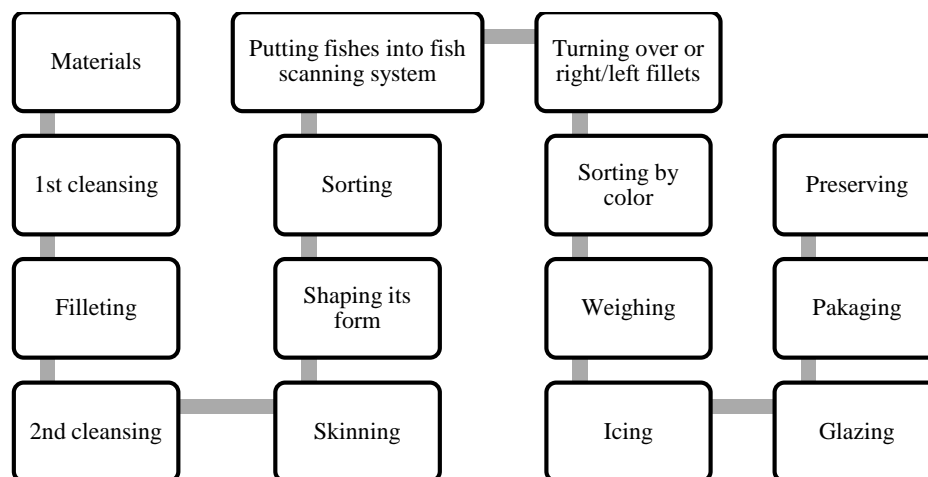 Materials
1st cleansing
Filleting
2nd cleansing
Skinning
Shaping its
form
Sorting
Putting fishes into fish
scanning system
Turning over or
right/left fillets
Sorting by
color
Weighing
Icing
Glazing
Pakaging
Preserving